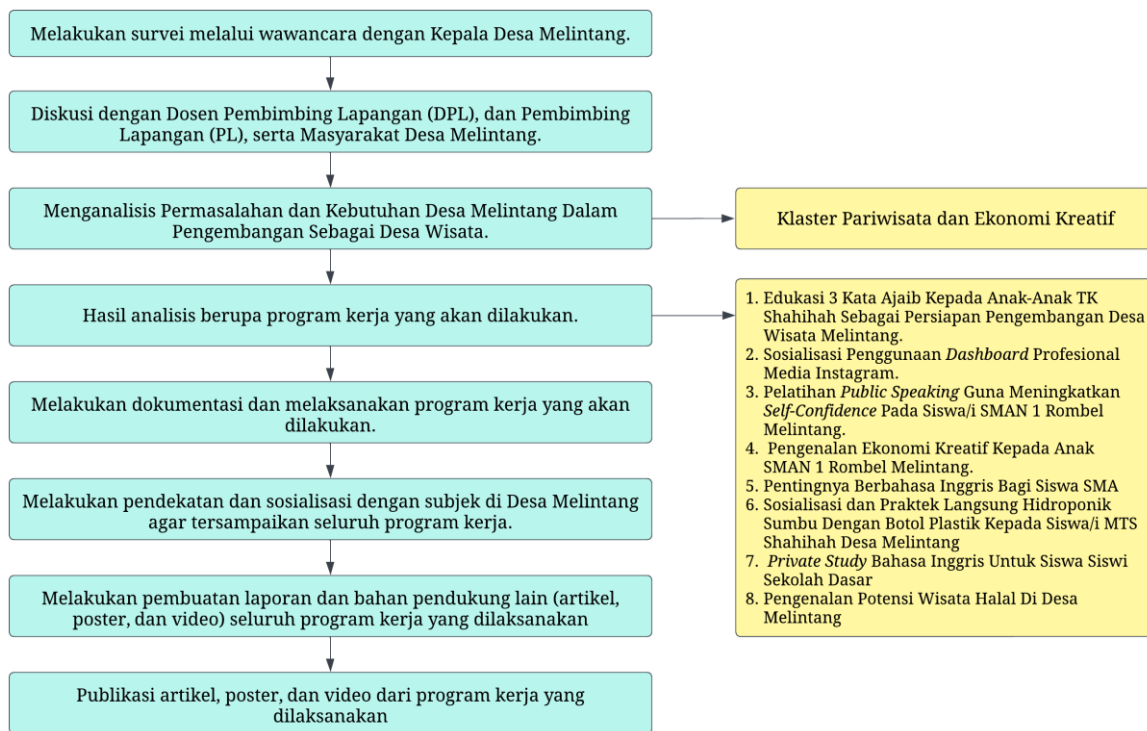 Melakukan survei melalui wawancara dengan Kepala Desa Melintang.
Diskusi dengan Dosen Pembimbing Lapangan (DPL), dan Pembimbing
Lapangan (PL), serta Masyarakat Desa Melintang.
Menganalisis Permasalahan dan Kebutuhan Desa Melintang Dalam
Pengembangan Sebagai Desa Wisata.
Klaster Pariwisata dan Ekonomi Kreatif
Hasil analisis berupa program kerja yang akan dilakukan.
1. Edukasi 3 Kata Ajaib Kepada Anak-Anak TK
Shahihah Sebagai Persiapan Pengembangan Desa
Wisata Melintang.
2. Sosialisasi Penggunaan Dashboard Profesional
Media Instagram.
3. Pelatihan Public Speaking Guna Meningkatkan
Self-Confidence Pada Siswa/i SMAN 1 Rombel
Melintang.
4. Pengenalan Ekonomi Kreatif Kepada Anak
SMAN 1 Rombel Melintang.
5. Pentingnya Berbahasa Inggris Bagi Siswa SMA
6. Sosialisasi dan Praktek Langsung Hidroponik
Sumbu Dengan Botol Plastik Kepada Siswa/i MTS
Shahihah Desa Melintang
7. Private Study Bahasa Inggris Untuk Siswa Siswi
Sekolah Dasar
8. Pengenalan Potensi Wisata Halal Di Desa
Melintang
Melakukan dokumentasi dan melaksanakan program kerja yang akan
dilakukan.
Melakukan pendekatan dan sosialisasi dengan subjek di Desa Melintang
agar tersampaikan seluruh program kerja.
Melakukan pembuatan laporan dan bahan pendukung lain (artikel,
poster, dan video) seluruh program kerja yang dilaksanakan
Publikasi artikel, poster, dan video dari program kerja yang
dilaksanakan